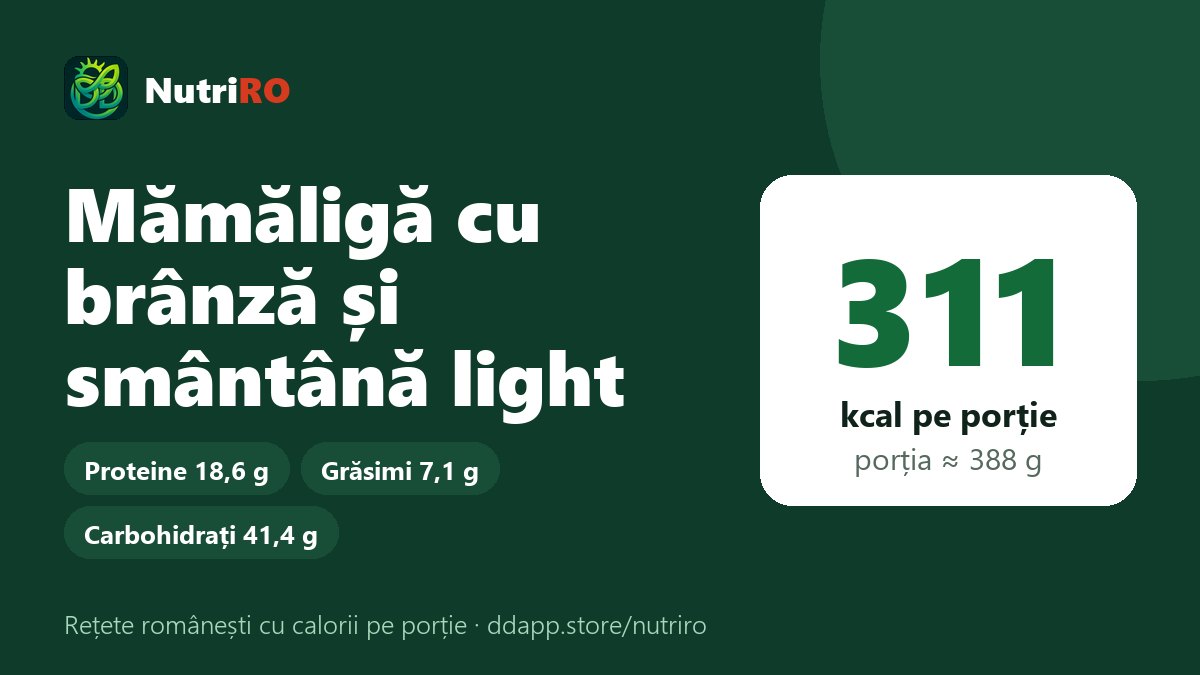 NutriRO
Mămăligă cu
brânză și
smântână light
Proteine 18,6 g
Grăsimi 7,1 g
Carbohidrați 41,4 g
311
kcal pe porție
porția ≈ 388 g
Rețete românești cu calorii pe porție · ddapp.store/nutriro